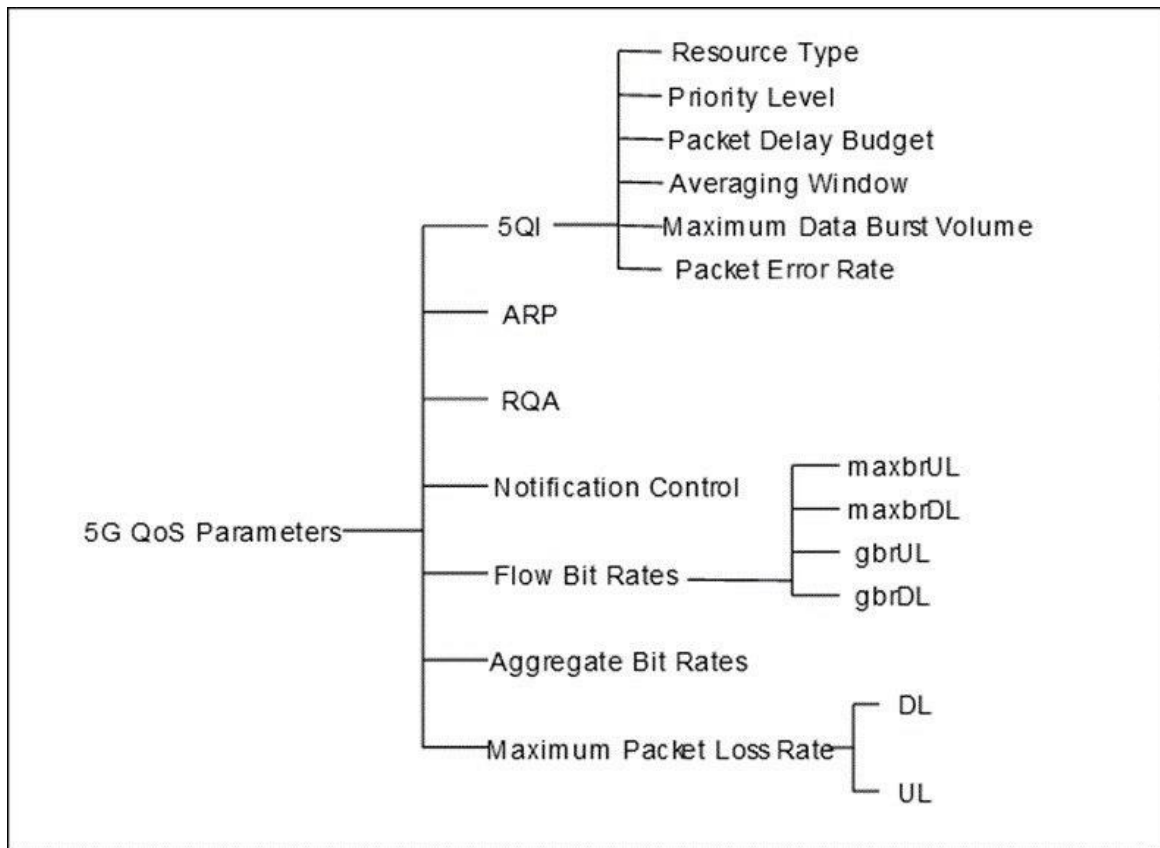 Resource Type
Priority Level
Packet Delay Budget
Averaging Window
5QI
Maximum Data Burst Volume
Packet Error Rate
ARP
RQA
maxbrUL
Notification Control
maxbrDL
5G QoS Parameters
gbrUL
Flow Bit Rates
gbrDL
Aggregate Bit Rates
DL
Maximum Packet Loss Rate
UL